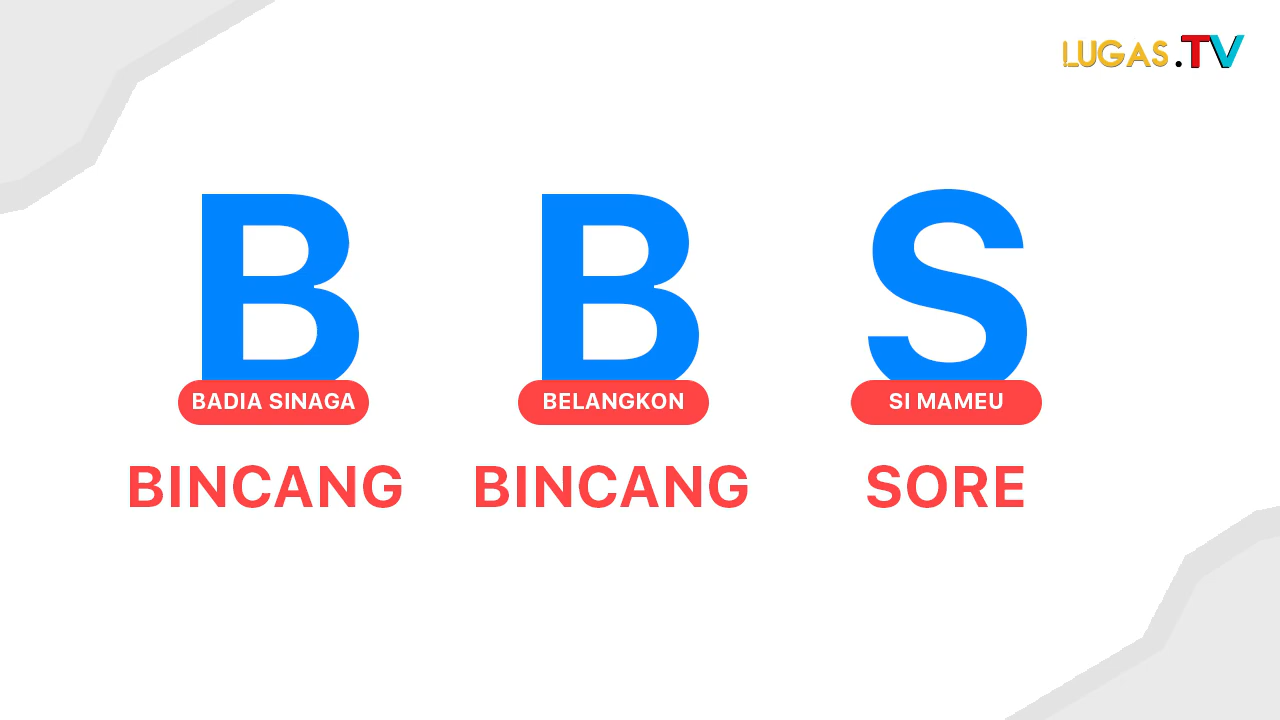 LUGAS.TV
B B S
BADIA SINAGA BELANGKON SI MAMEU
BINCANG BINCANG SORE